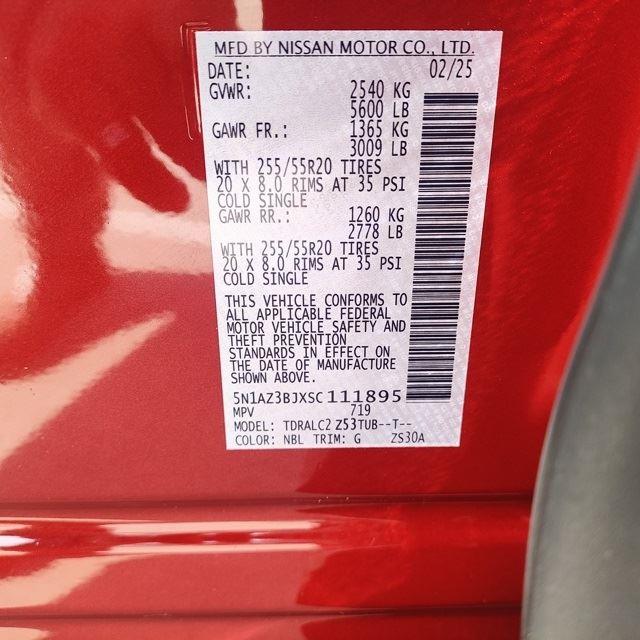 MFD BY NISSAN MOTOR CO., LTD.
DATE: 02/25
GVWR: 2540 KG
5600 LB
GAWR FR.: 1365 KG
3009 LB
WITH 255/55R20 TIRES
20 X 8.0 RIMS AT 35 PSI
COLD SINGLE
GAWR RR.: 1260 KG
2778 LB
WITH 255/55R20 TIRES
20 X 8.0 RIMS AT 35 PSI
COLD SINGLE
THIS VEHICLE CONFORMS TO
ALL APPLICABLE FEDERAL
MOTOR VEHICLE SAFETY AND
THEFT PREVENTION
STANDARDS IN EFFECT ON
THE DATE OF MANUFACTURE
SHOWN ABOVE.
5N1AZ3BJXSC111895
MPV 719
MODEL: TDRALC2 Z53TUB--T--
COLOR: NBL TRIM: G ZS30A